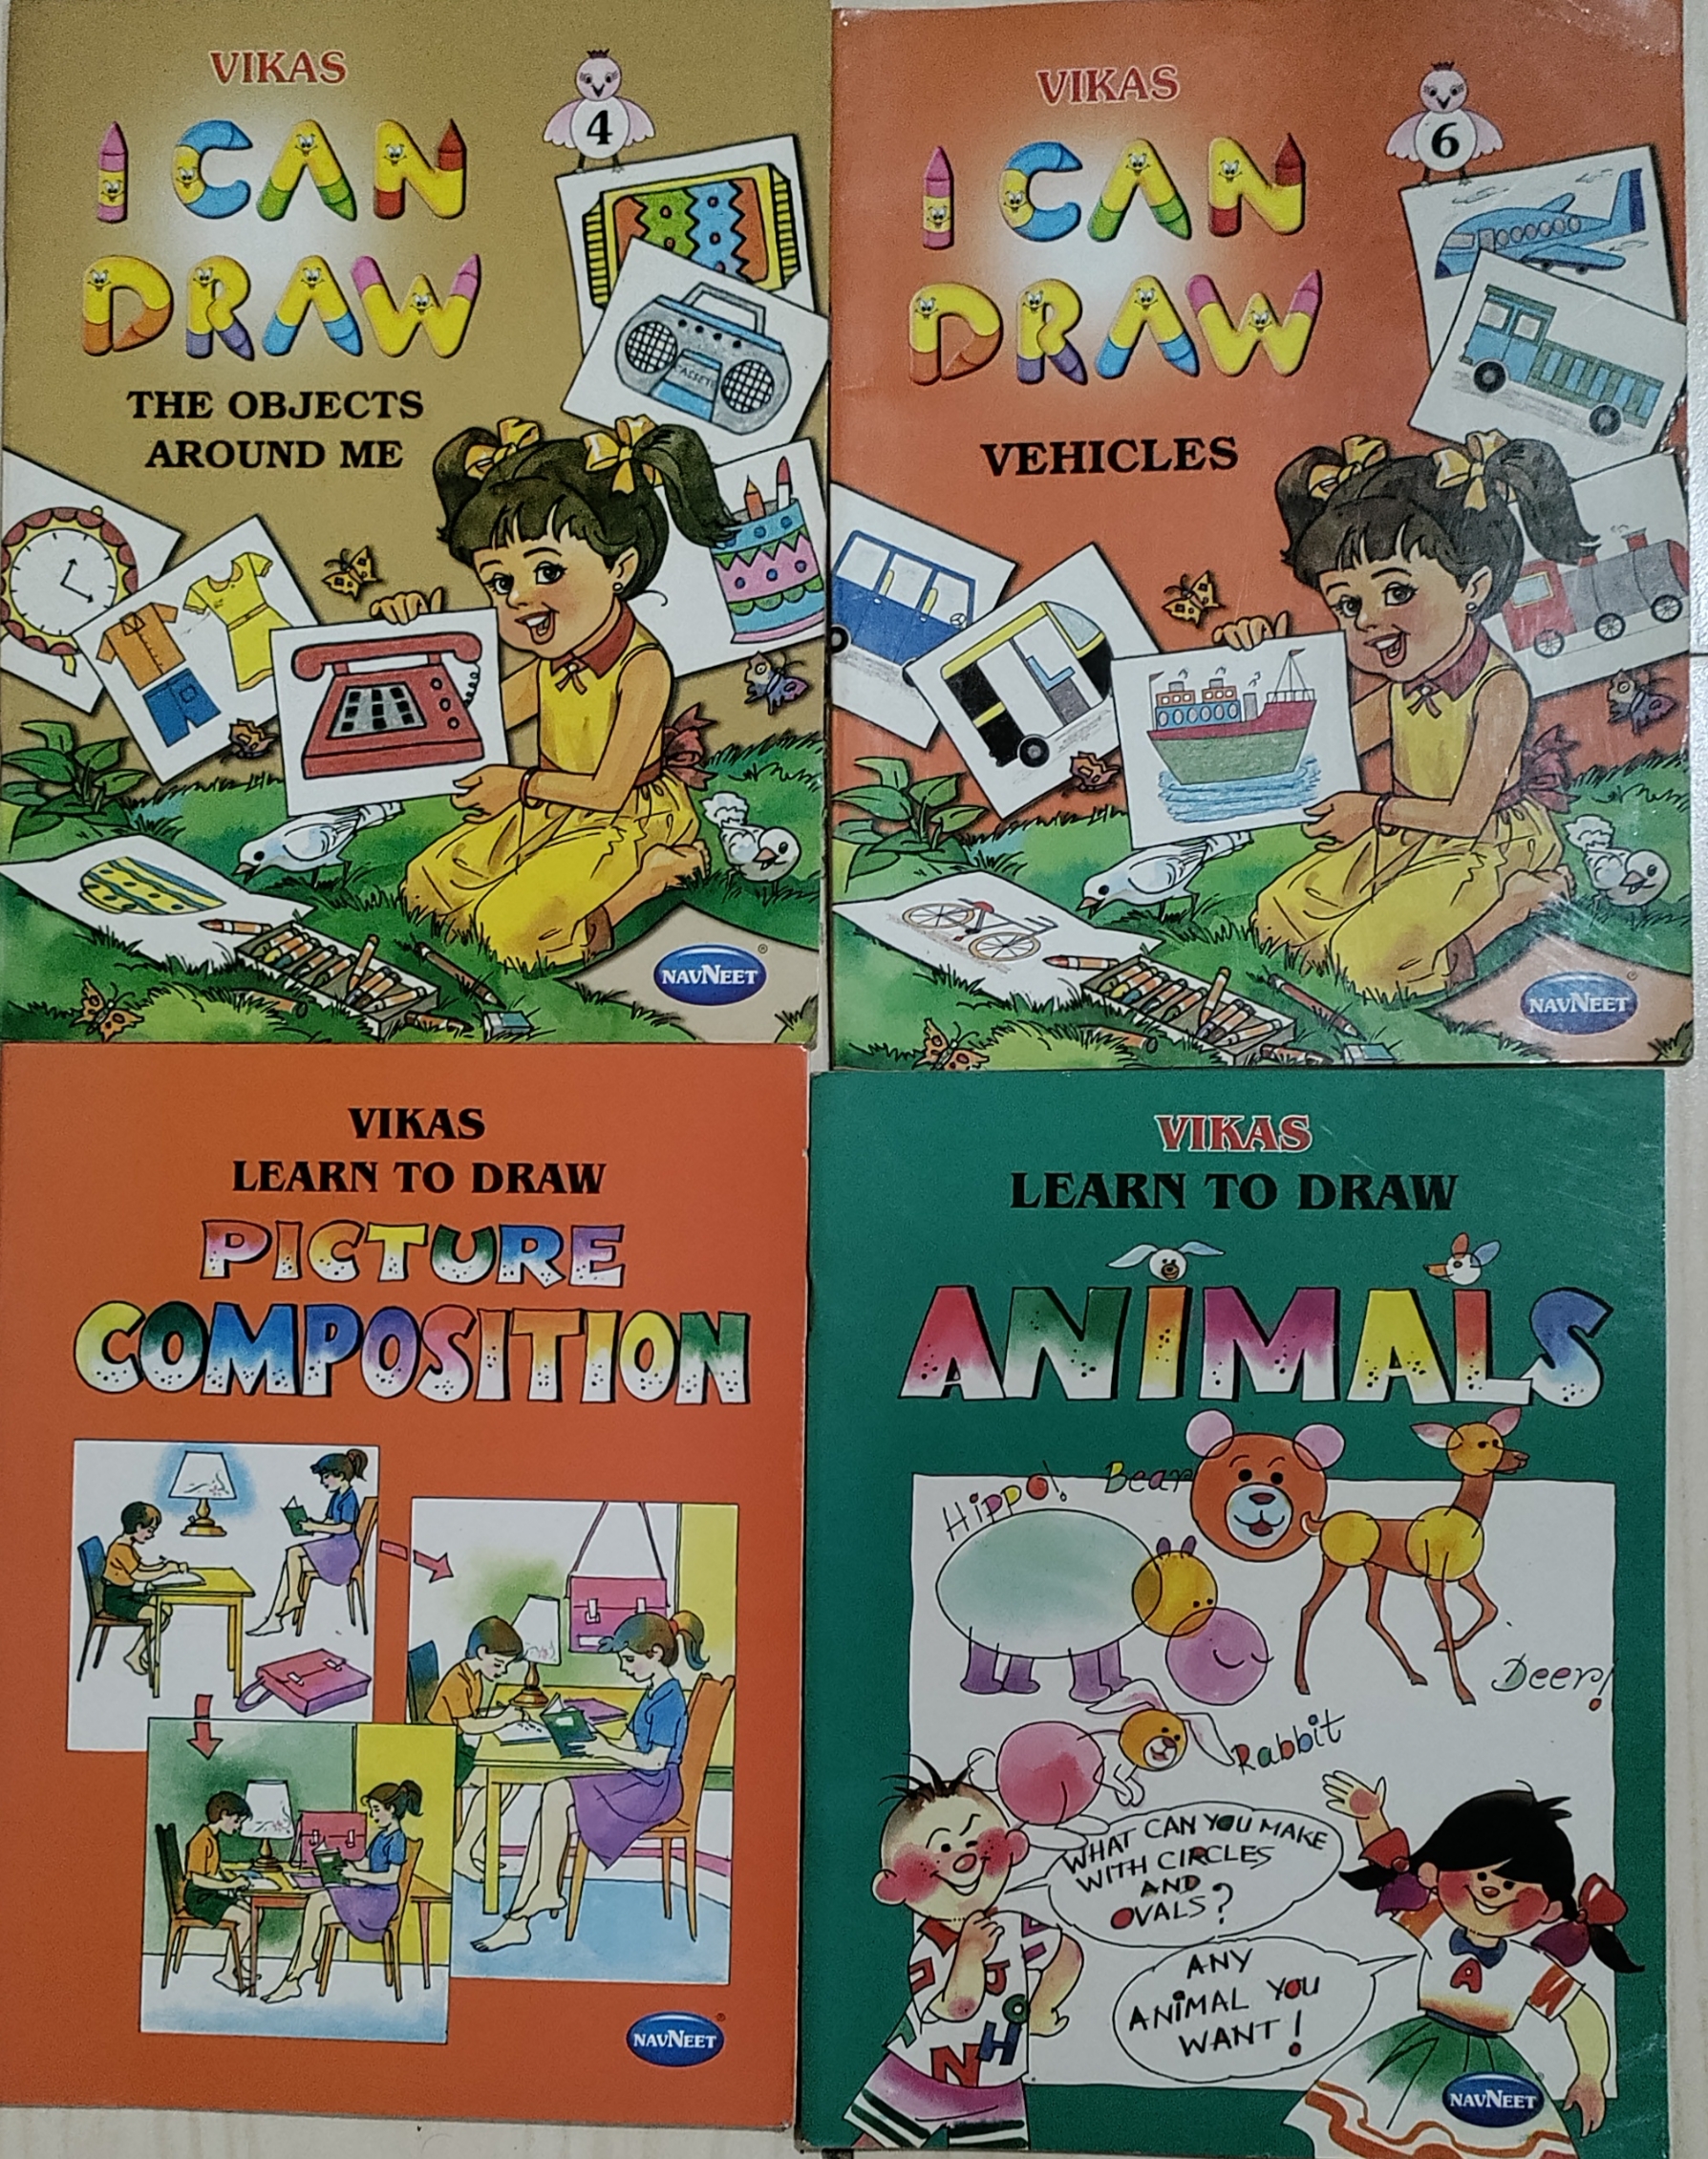 VIKAS
4
I CAN
DRAW
THE OBJECTS
AROUND ME
CASSETTE
NAVNEET
VIKAS
6
I CAN
DRAW
VEHICLES
NAVNEET
VIKAS
LEARN TO DRAW
PICTURE
COMPOSITION
NAVNEET
VIKAS
LEARN TO DRAW
ANIMALS
Hippo!
Bear
Deer!
Rabbit
WHAT CAN YOU MAKE
WITH CIRCLES
AND
OVALS?
ANY
ANIMAL YOU
WANT!
A
J
O
H
N
NAVNEET